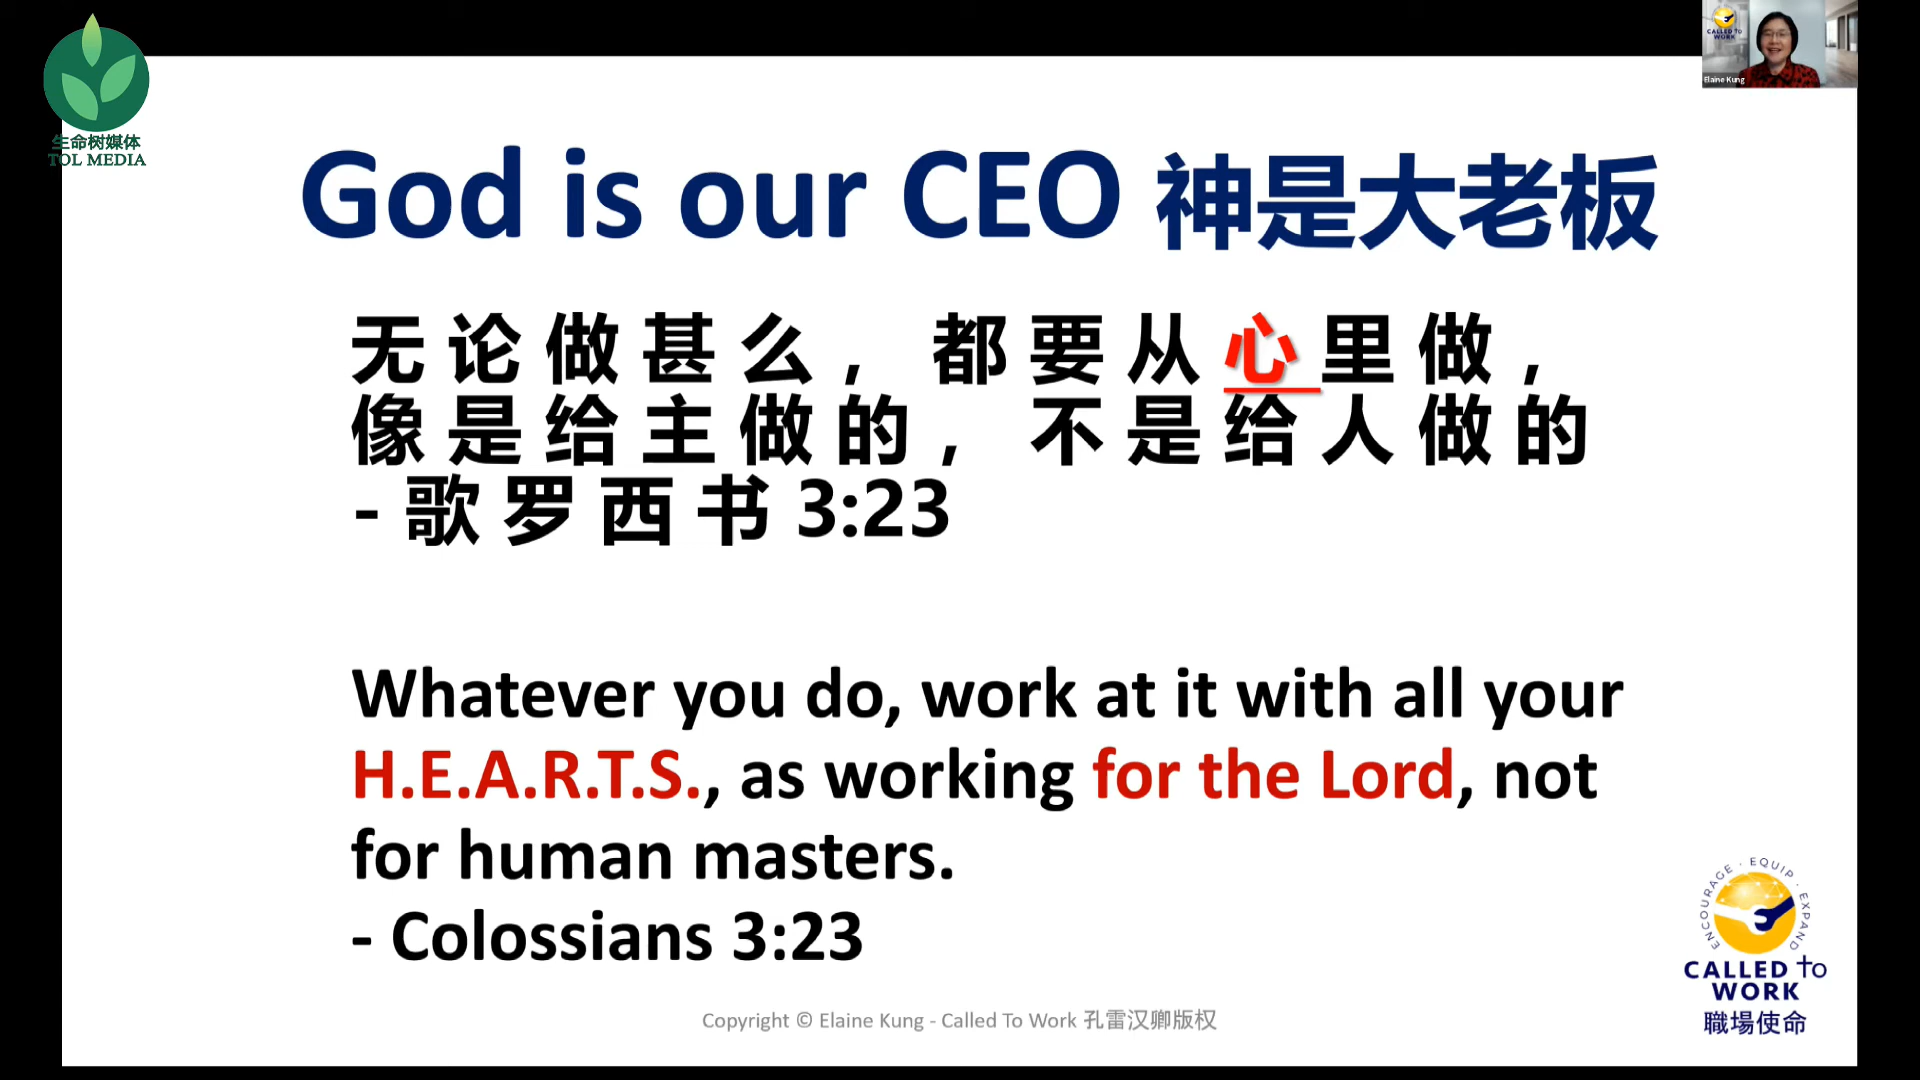 生命树媒体
TOL MEDIA
CALLED TO
WORK
Elaine Kung
God is our CEO 神是大老板
无论做甚么，都要从心里做，
像是给主做的，不是给人做的
- 歌罗西书 3:23
Whatever you do, work at it with all your
H.E.A.R.T.S., as working for the Lord, not
for human masters.
- Colossians 3:23
ENCOURAGE · EQUIP · EXPAND
CALLED TO
WORK
職場使命
Copyright © Elaine Kung - Called To Work 孔雷汉卿版权